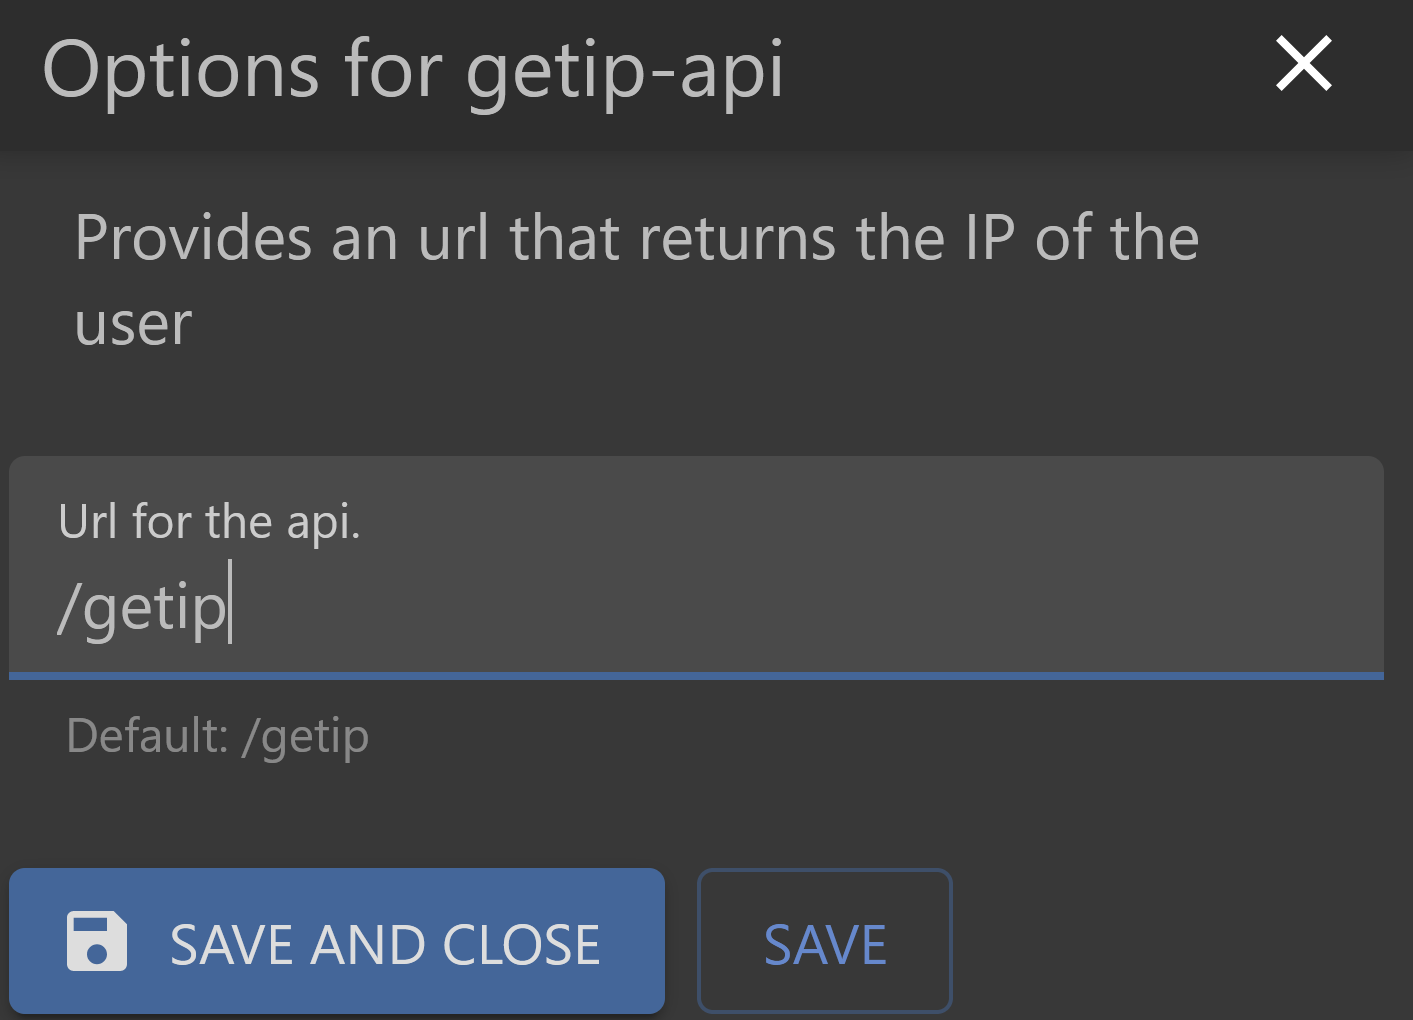 Options for getip-api
Provides an url that returns the IP of the
user
Url for the api.
/getip
Default: /getip
SAVE AND CLOSE
SAVE